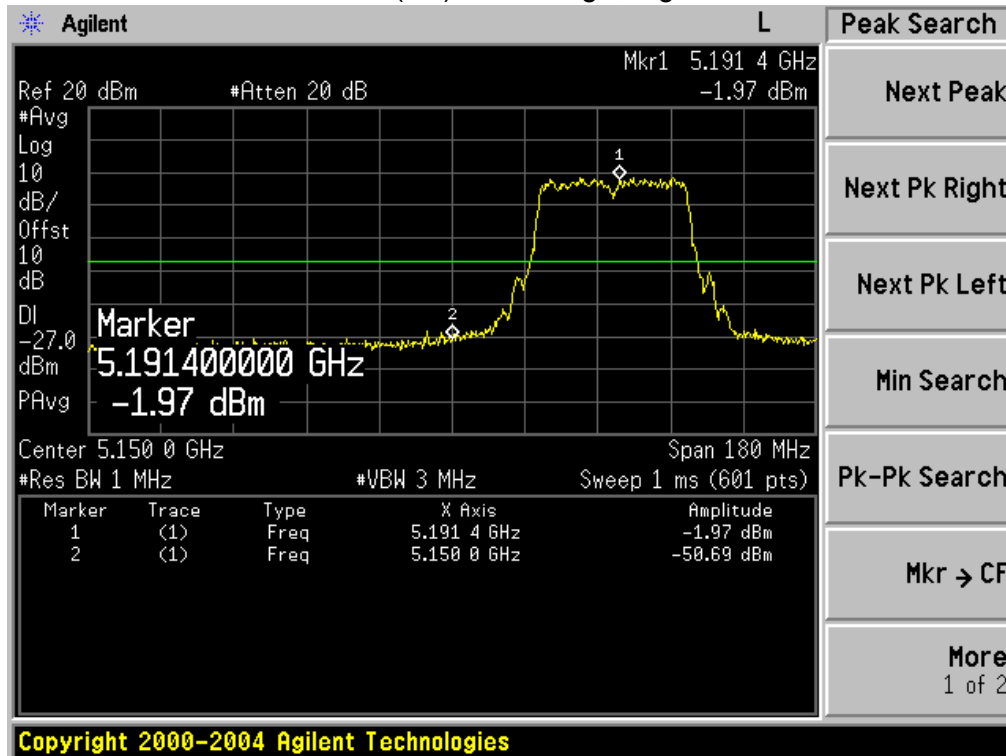 Agilent L Peak Search
Mkr1 5.191 4 GHz
Ref 20 dBm #Atten 20 dB -1.97 dBm
#Avg
Log
10
dB/
Offst
10
dB
DI
-27.0
dBm
PAvg
1
2
Marker
5.191400000 GHz
-1.97 dBm
Center 5.150 0 GHz Span 180 MHz
#Res BW 1 MHz #VBW 3 MHz Sweep 1 ms (601 pts)
Marker Trace Type X Axis Amplitude
1 (1) Freq 5.191 4 GHz -1.97 dBm
2 (1) Freq 5.150 0 GHz -50.69 dBm
Next Peak
Next Pk Right
Next Pk Left
Min Search
Pk-Pk Search
Mkr → CF
More
1 of 2
Copyright 2000-2004 Agilent Technologies